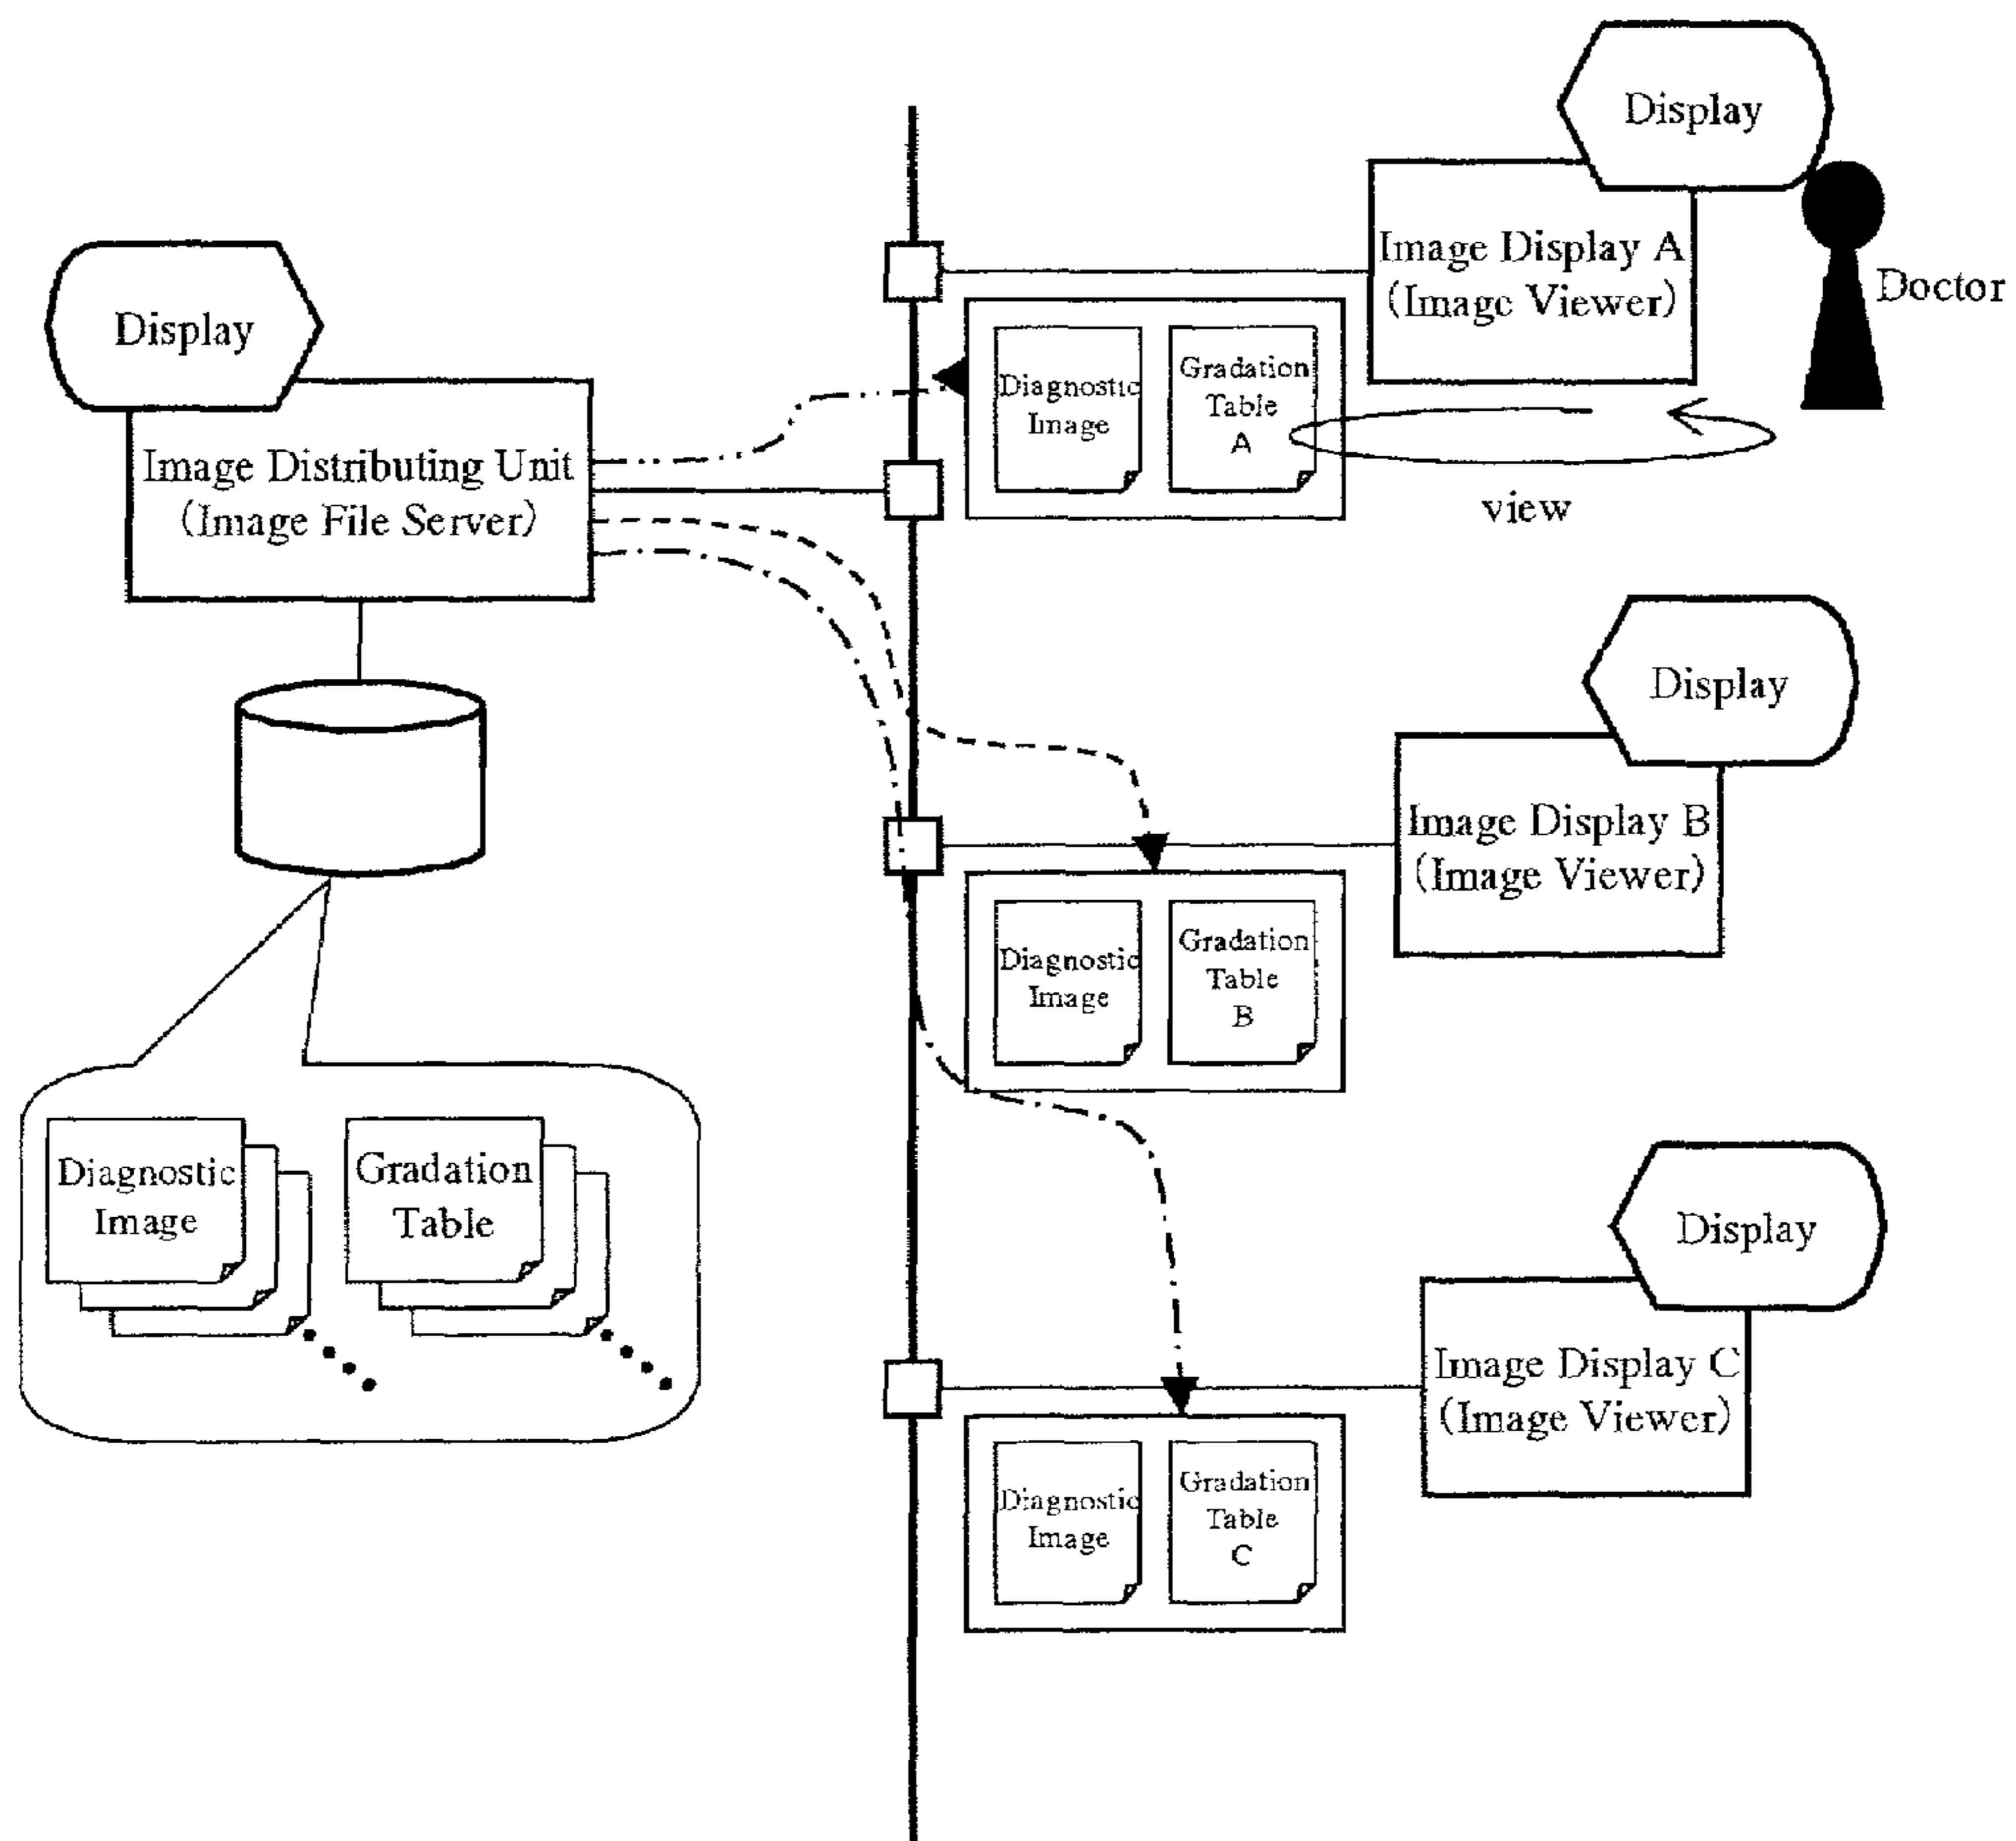 Display
Image Distributing Unit
(Image File Server)
Diagnostic
Image
Gradation
Table
Display
Image Display A
(Image Viewer)
Doctor
Diagnostic
Image
Gradation
Table
A
view
Display
Image Display B
(Image Viewer)
Diagnostic
Image
Gradation
Table
B
Display
Image Display C
(Image Viewer)
Diagnostic
Image
Gradation
Table
C